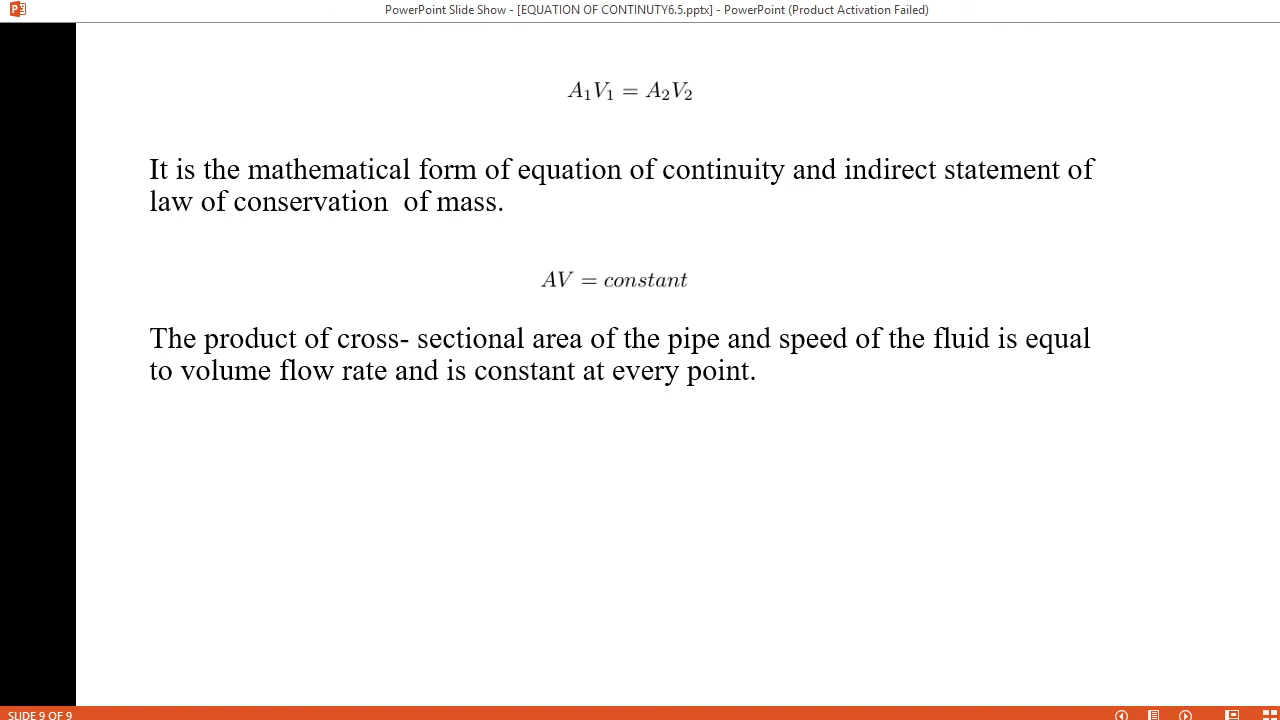 PowerPoint Slide Show - [EQUATION OF CONTINUTY6.5.pptx] - PowerPoint (Product Activation Failed)
A₁V₁ = A₂V₂
It is the mathematical form of equation of continuity and indirect statement of
law of conservation  of mass.
AV = constant
The product of cross- sectional area of the pipe and speed of the fluid is equal
to volume flow rate and is constant at every point.
SLIDE 9 OF 9